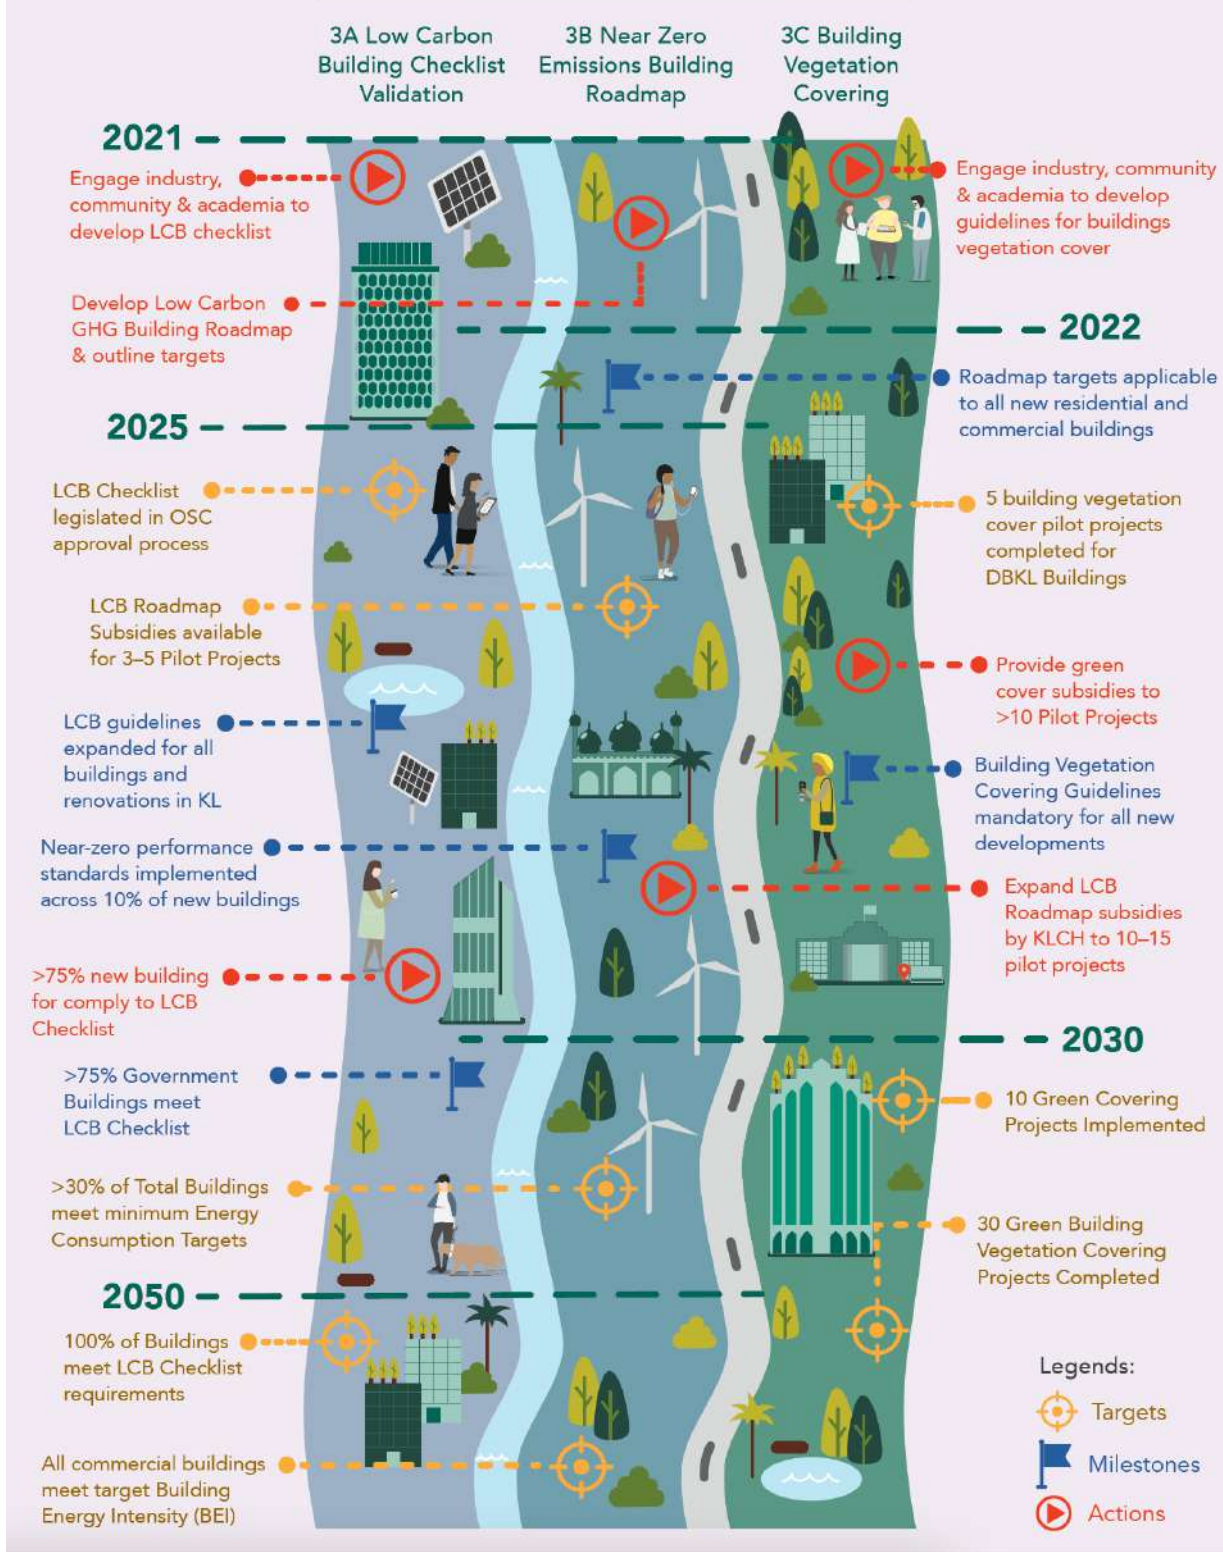 3A Low Carbon
Building Checklist
Validation
3B Near Zero
Emissions Building
Roadmap
3C Building
Vegetation
Covering
2021
Engage industry,
community & academia to
develop LCB checklist
Engage industry, community
& academia to develop
guidelines for buildings
vegetation cover
Develop Low Carbon
GHG Building Roadmap
& outline targets
2022
Roadmap targets applicable
to all new residential and
commercial buildings
2025
LCB Checklist
legislated in OSC
approval process
5 building vegetation
cover pilot projects
completed for
DBKL Buildings
LCB Roadmap
Subsidies available
for 3–5 Pilot Projects
Provide green
cover subsidies to
>10 Pilot Projects
LCB guidelines
expanded for all
buildings and
renovations in KL
Building Vegetation
Covering Guidelines
mandatory for all new
developments
Near-zero performance
standards implemented
across 10% of new buildings
Expand LCB
Roadmap subsidies
by KLCH to 10–15
pilot projects
>75% new building
for comply to LCB
Checklist
2030
>75% Government
Buildings meet
LCB Checklist
10 Green Covering
Projects Implemented
>30% of Total Buildings
meet minimum Energy
Consumption Targets
30 Green Building
Vegetation Covering
Projects Completed
2050
100% of Buildings
meet LCB Checklist
requirements
All commercial buildings
meet target Building
Energy Intensity (BEI)
Legends:
Targets
Milestones
Actions